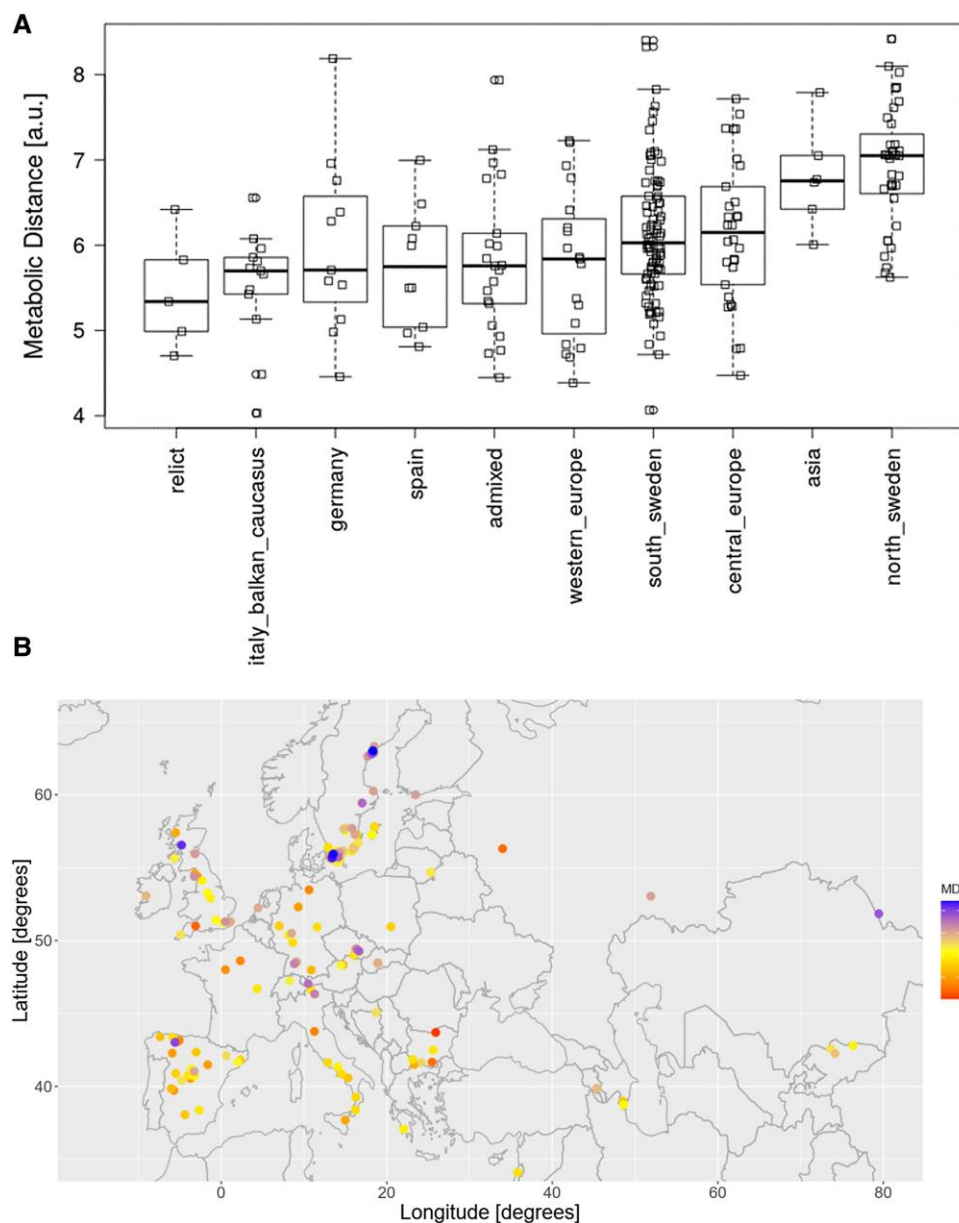 A
Metabolic Distance [a.u.]
8
7
6
5
4
relict
italy_balkan_caucasus
germany
spain
admixed
western_europe
south_sweden
central_europe
asia
north_sweden
B
Latitude [degrees]
60
50
40
0
20
40
60
80
Longitude [degrees]
MD